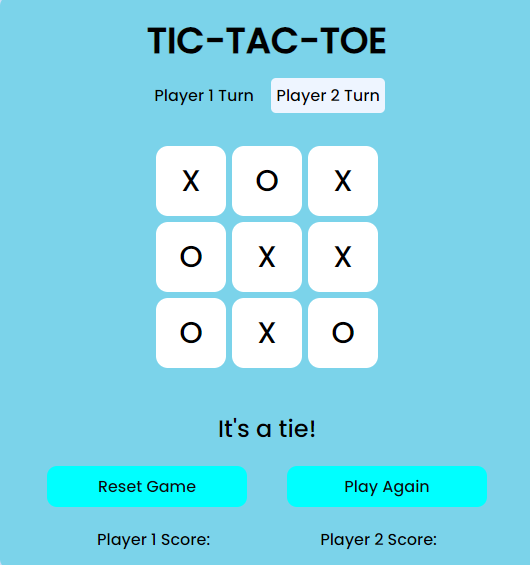 TIC-TAC-TOE
Player 1 Turn Player 2 Turn
X O X
O X X
O X O
It's a tie!
Reset Game Play Again
Player 1 Score: Player 2 Score: